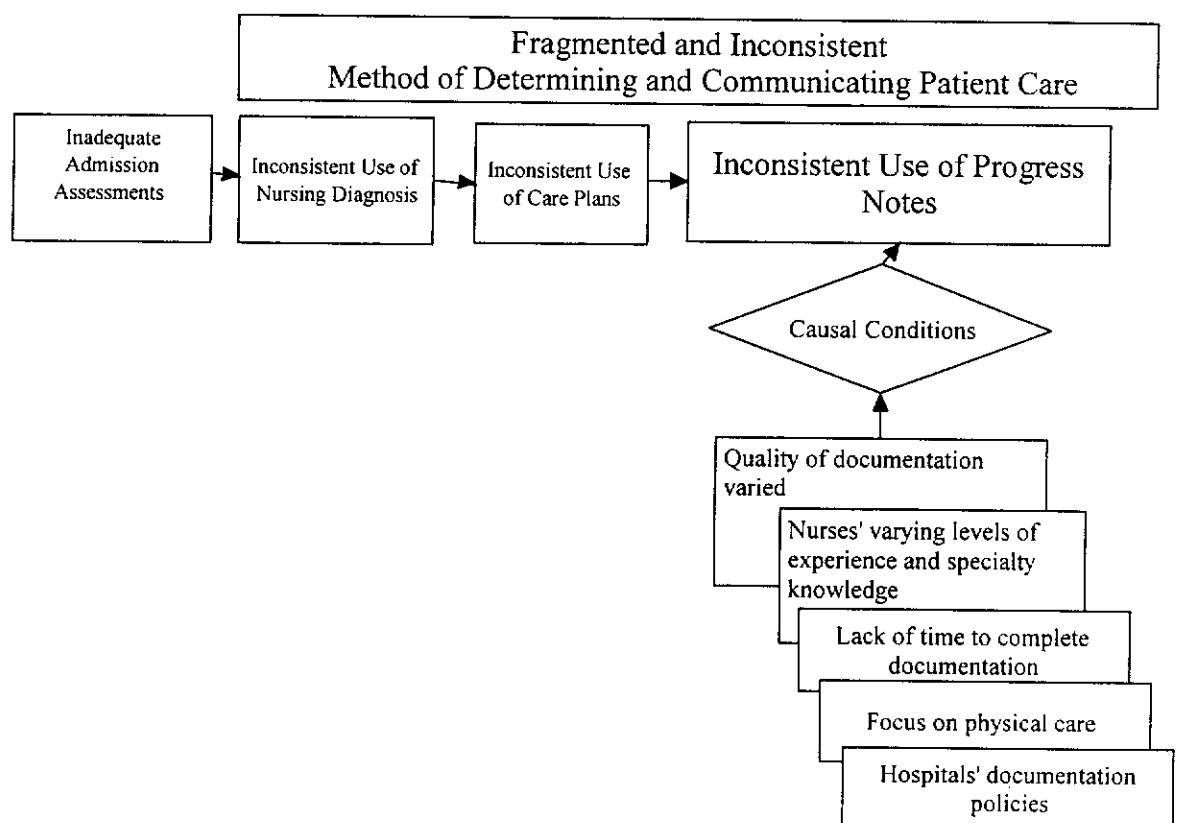 Fragmented and Inconsistent
Method of Determining and Communicating Patient Care
Inadequate
Admission
Assessments
Inconsistent Use of
Nursing Diagnosis
Inconsistent Use
of Care Plans
Inconsistent Use of Progress
Notes
Causal Conditions
Quality of documentation
varied
Nurses' varying levels of
experience and specialty
knowledge
Lack of time to complete
documentation
Focus on physical care
Hospitals' documentation
policies